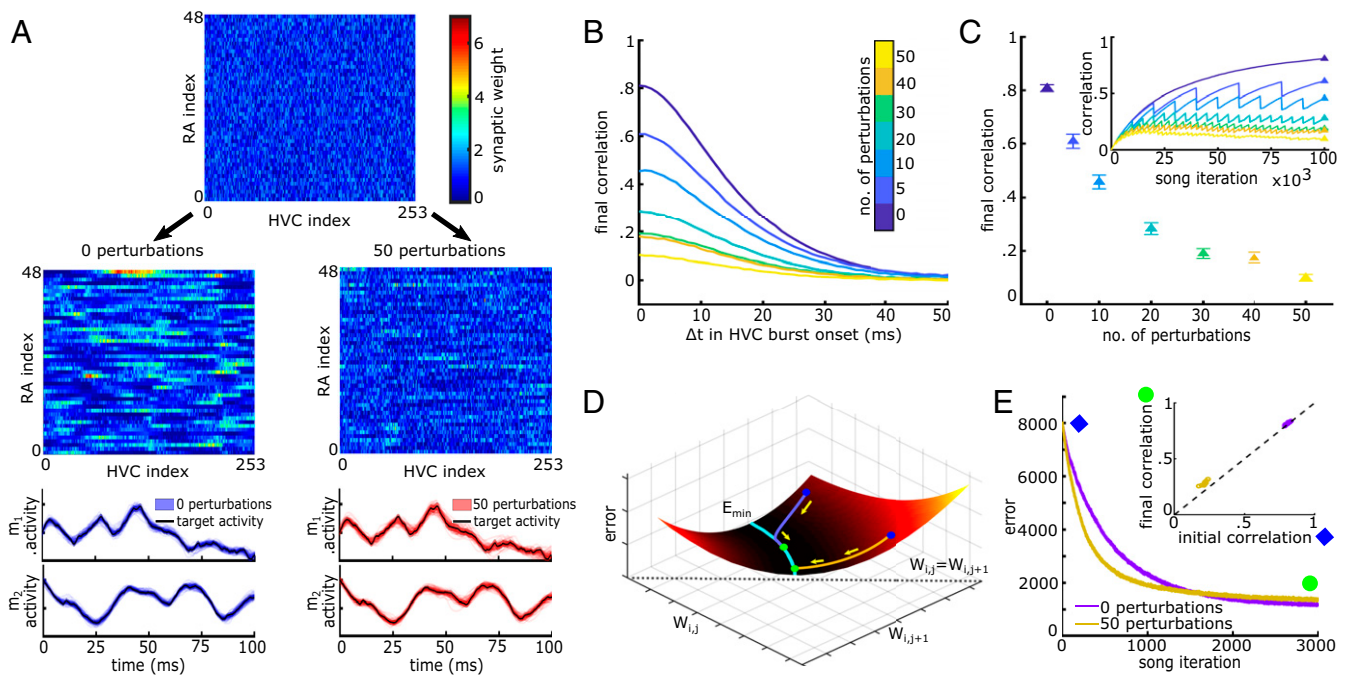 A
RA index
48
0
0
253
HVC index
synaptic weight
6
4
2
0
0 perturbations
50 perturbations
RA index
48
0
0
253
HVC index
RA index
48
0
0
253
HVC index
m1 activity
0 perturbations
target activity
m2 activity
0 25 50 75 100
time (ms)
m1 activity
50 perturbations
target activity
m2 activity
0 25 50 75 100
time (ms)
B
final correlation
1
.8
.6
.4
.2
0
0 10 20 30 40 50
Δt in HVC burst onset (ms)
no. of perturbations
50
40
30
20
10
5
0
C
final correlation
1
.8
.6
.4
.2
0
0 10 20 30 40 50
no. of perturbations
correlation
1
.5
0
0 25 50 75 100
song iteration x10³
D
error
Emin
Wi,j=Wi,j+1
Wi,j
Wi,j+1
E
error
8000
6000
4000
2000
0
0 1000 2000 3000
song iteration
0 perturbations
50 perturbations
final correlation
1
.5
0
0 .5 1
initial correlation